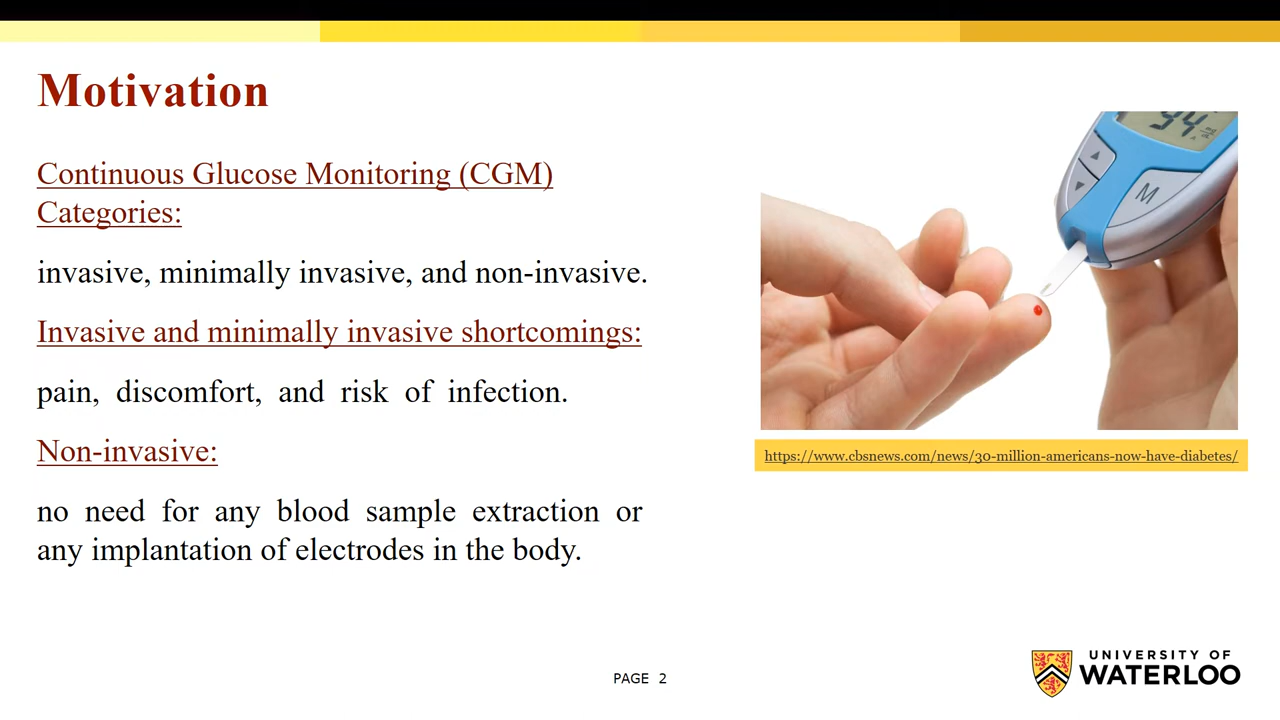 Motivation
Continuous Glucose Monitoring (CGM)
Categories:
invasive, minimally invasive, and non-invasive.
Invasive and minimally invasive shortcomings:
pain, discomfort, and risk of infection.
Non-invasive:
no need for any blood sample extraction or
any implantation of electrodes in the body.
94
M
https://www.cbsnews.com/news/30-million-americans-now-have-diabetes/
PAGE 2
UNIVERSITY OF
WATERLOO